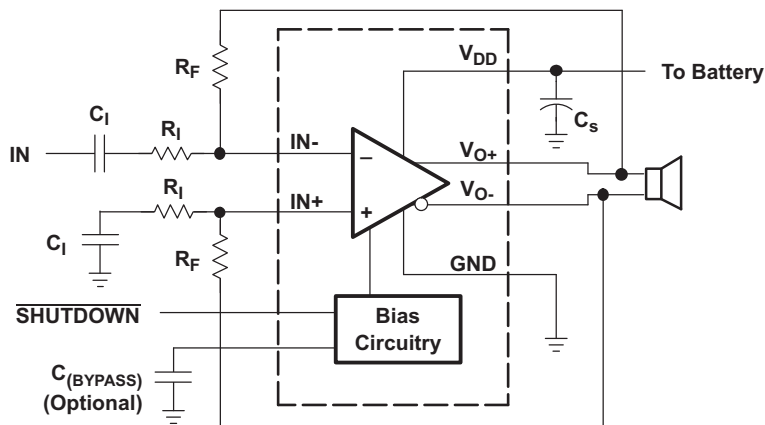 V_DD
To Battery
R_F
C_I
R_I
C_s
IN
IN-
−
V_O+
R_I
V_O-
IN+
+
C_I
R_F
GND
SHUTDOWN
Bias
Circuitry
C_(BYPASS)
(Optional)